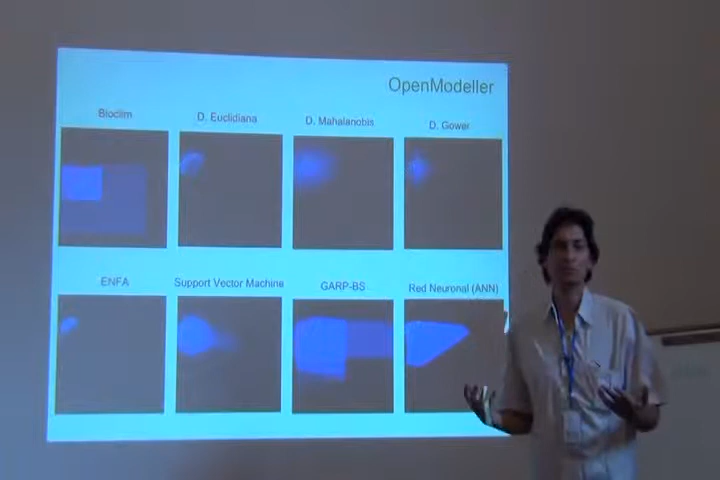 OpenModeller
Bioclim
D. Euclidiana
D. Mahalanobis
D. Gower
ENFA
Support Vector Machine
GARP-BS
Red Neuronal (ANN)